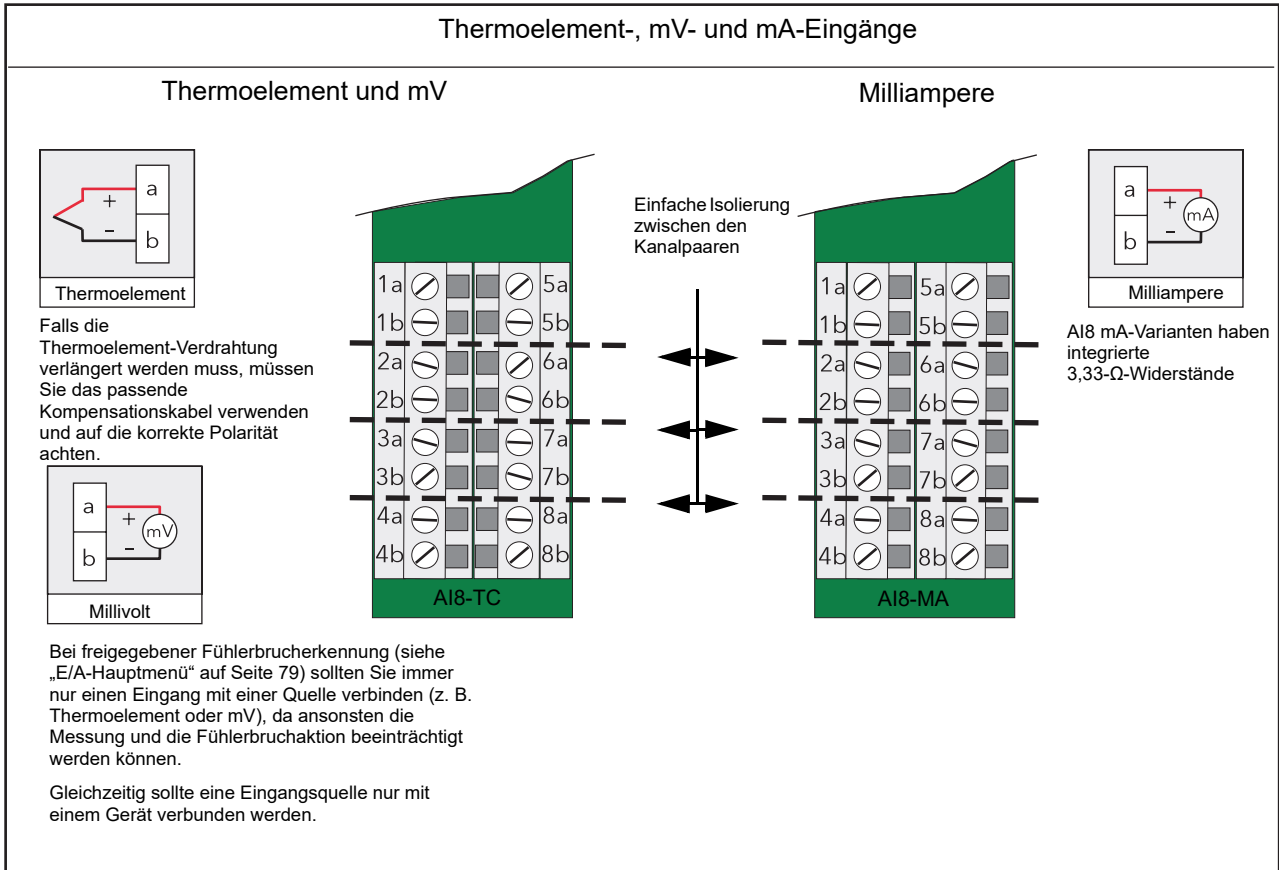 Thermoelement-, mV- und mA-Eingänge
Thermoelement und mV
a
+
−
b
Thermoelement
Falls die
Thermoelement-Verdrahtung
verlängert werden muss, müssen
Sie das passende
Kompensationskabel verwenden
und auf die korrekte Polarität
achten.
a
+
mV
−
b
Millivolt
1a 5a
1b 5b
2a 6a
2b 6b
3a 7a
3b 7b
4a 8a
4b 8b
AI8-TC
Bei freigegebener Fühlerbrucherkennung (siehe
„E/A-Hauptmenü“ auf Seite 79) sollten Sie immer
nur einen Eingang mit einer Quelle verbinden (z. B.
Thermoelement oder mV), da ansonsten die
Messung und die Fühlerbruchaktion beeinträchtigt
werden können.
Gleichzeitig sollte eine Eingangsquelle nur mit
einem Gerät verbunden werden.
Einfache Isolierung
zwischen den
Kanalpaaren
Milliampere
1a 5a
1b 5b
2a 6a
2b 6b
3a 7a
3b 7b
4a 8a
4b 8b
AI8-MA
a
+
mA
−
b
Milliampere
AI8 mA-Varianten haben
integrierte
3,33-Ω-Widerstände